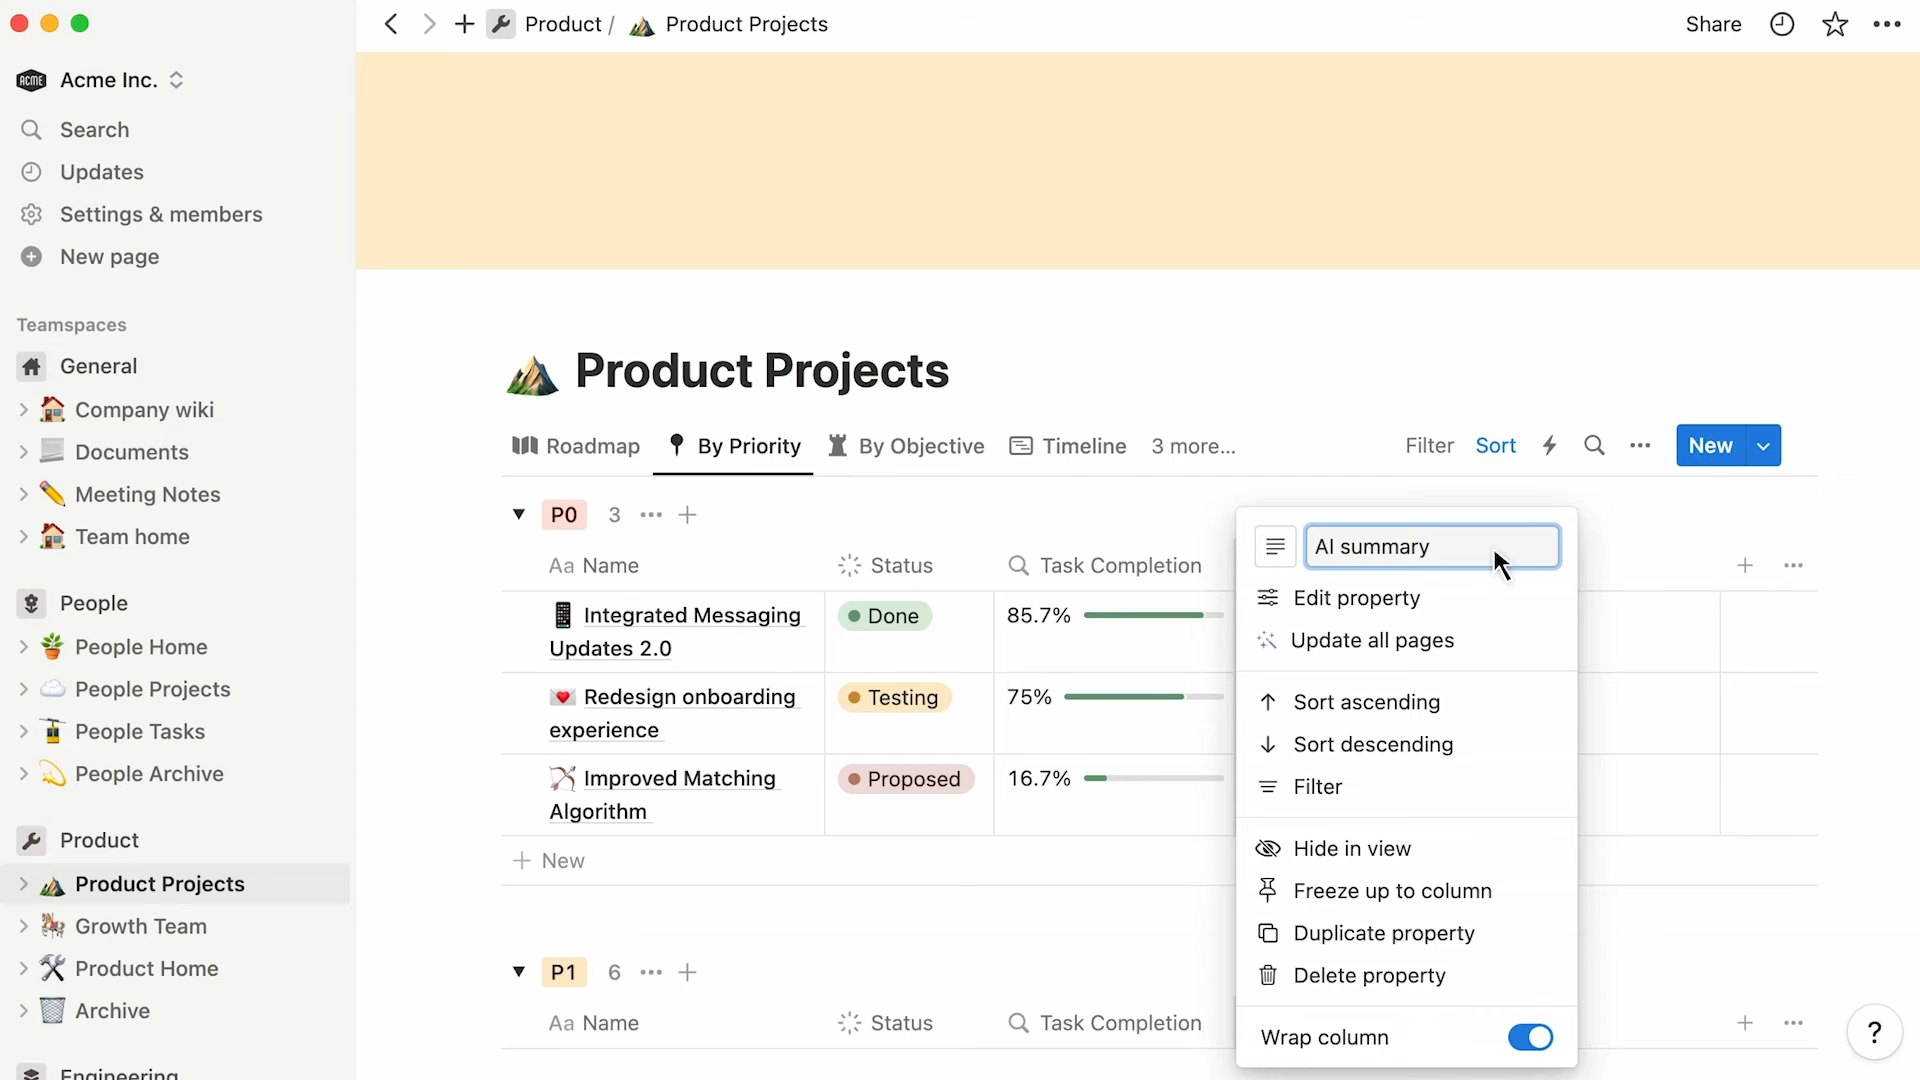 Product / Product Projects
Share
ACME Acme Inc.
Search
Updates
Settings & members
New page
Teamspaces
General
Company wiki
Documents
Meeting Notes
Team home
People
People Home
People Projects
People Tasks
People Archive
Product
Product Projects
Growth Team
Product Home
Archive
Engineering
Product Projects
Roadmap By Priority By Objective Timeline 3 more...
Filter Sort New
P0 3
Aa Name Status Task Completion
Integrated Messaging
Updates 2.0
Done 85.7%
Redesign onboarding
experience
Testing 75%
Improved Matching
Algorithm
Proposed 16.7%
New
P1 6
Aa Name Status Task Completion
AI summary
Edit property
Update all pages
Sort ascending
Sort descending
Filter
Hide in view
Freeze up to column
Duplicate property
Delete property
Wrap column
?